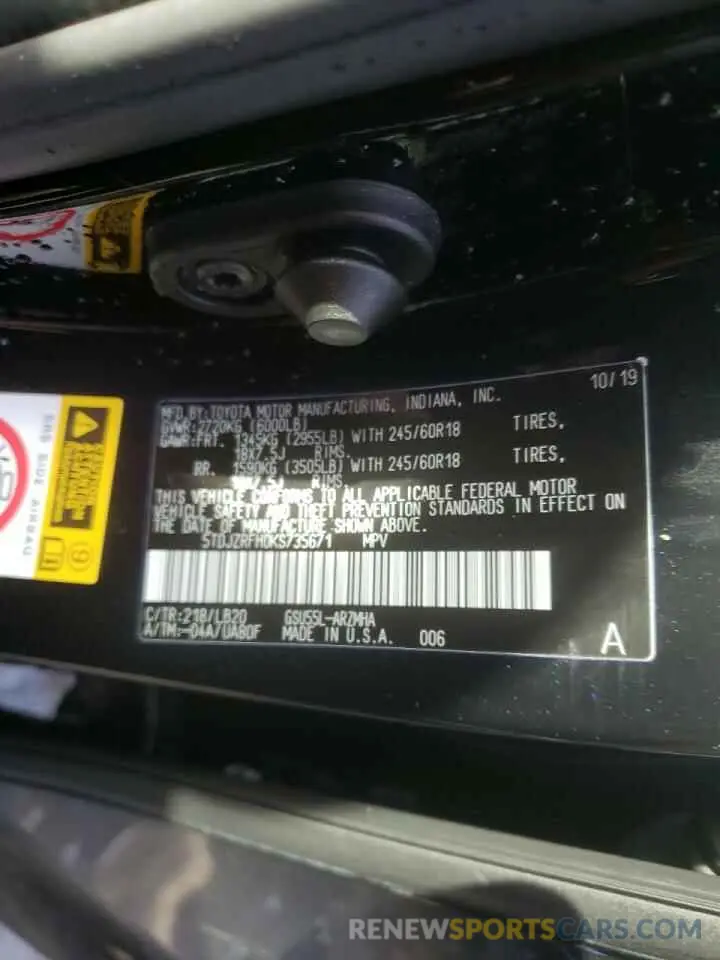 10/19
MFD BY: TOYOTA MOTOR MANUFACTURING, INDIANA, INC.
GVWR: 2720KG (6000LB)
GAWR: FRT. 1345KG (2955LB) WITH 245/60R18 TIRES,
18X7.5J RIMS.
RR. 1590KG (3505LB) WITH 245/60R18 TIRES,
RIMS.
THIS VEHICLE CONFORMS TO ALL APPLICABLE FEDERAL MOTOR
VEHICLE SAFETY AND THEFT PREVENTION STANDARDS IN EFFECT ON
THE DATE OF MANUFACTURE SHOWN ABOVE.
5TDJZRFH0KS735671 MPV
C/TR: 218/LB20 GSU55L-ARZMHA
A/TM: -04A/UA80F MADE IN U.S.A. 006
A
SRS SIDE AIRBAG
RENEWSPORTSCARS.COM